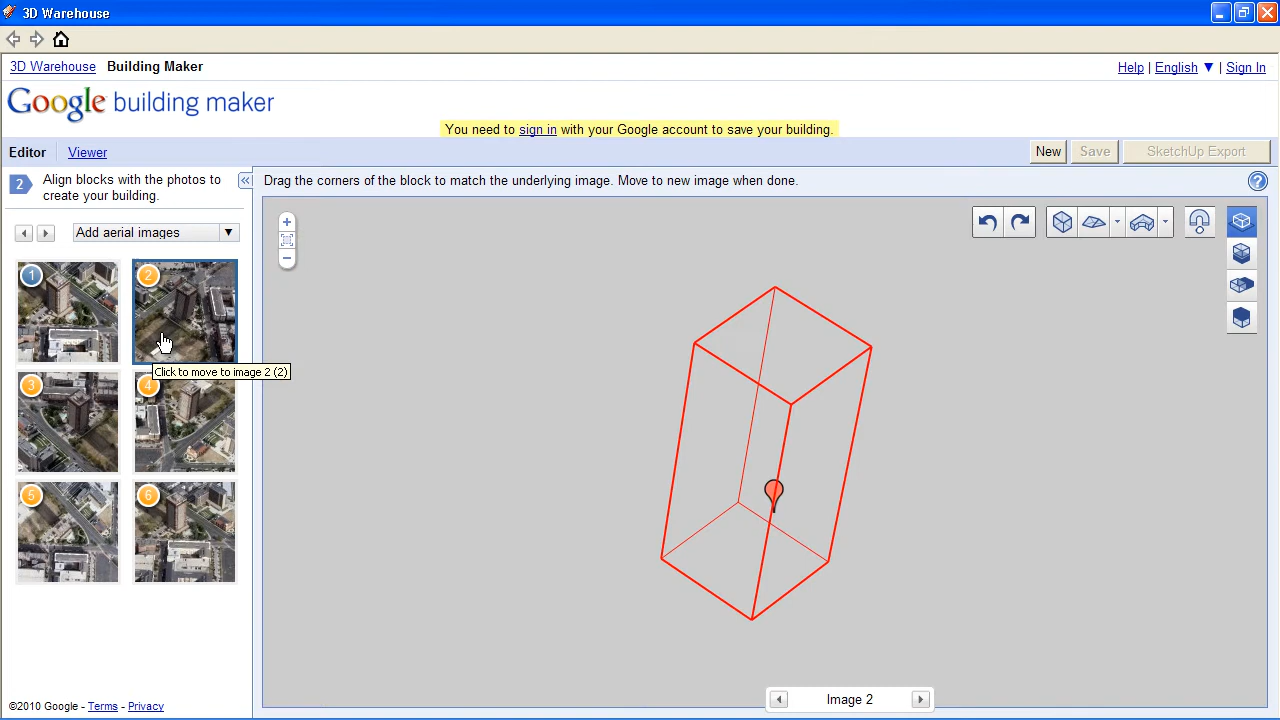 3D Warehouse
3D Warehouse Building Maker
Help | English ▼ | Sign In
Google building maker
You need to sign in with your Google account to save your building.
Editor Viewer
New Save SketchUp Export
2 Align blocks with the photos to
create your building.
Drag the corners of the block to match the underlying image. Move to new image when done.
Add aerial images
1 2
Click to move to image 2 (2)
3 4
5 6
Image 2
©2010 Google - Terms - Privacy